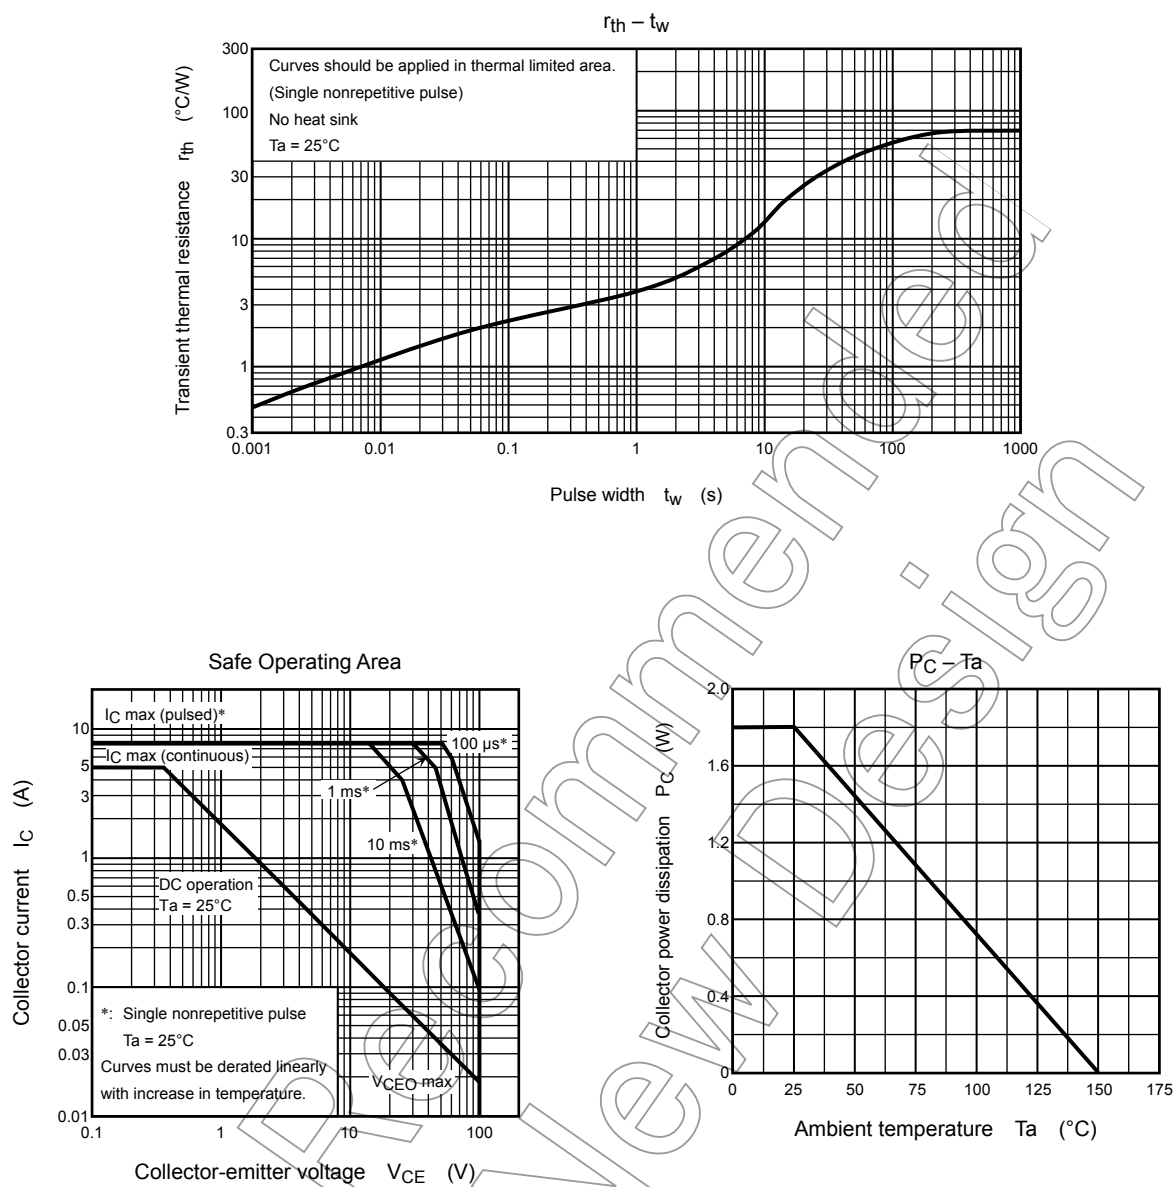 rth – tw
Transient thermal resistance rth (°C/W)
300
100
30
10
3
1
0.3
Curves should be applied in thermal limited area.
(Single nonrepetitive pulse)
No heat sink
Ta = 25°C
0.001 0.01 0.1 1 10 100 1000
Pulse width tw (s)
Safe Operating Area
Collector current IC (A)
10
5
3
1
0.5
0.3
0.1
0.05
0.03
0.01
IC max (pulsed)*
IC max (continuous)
100 μs*
1 ms*
10 ms*
DC operation
Ta = 25°C
*: Single nonrepetitive pulse
Ta = 25°C
Curves must be derated linearly
with increase in temperature.
VCEO max
0.1 1 10 100
Collector-emitter voltage VCE (V)
PC – Ta
Collector power dissipation PC (W)
2.0
1.6
1.2
0.8
0.4
0
0 25 50 75 100 125 150 175
Ambient temperature Ta (°C)
Recommended
New Design